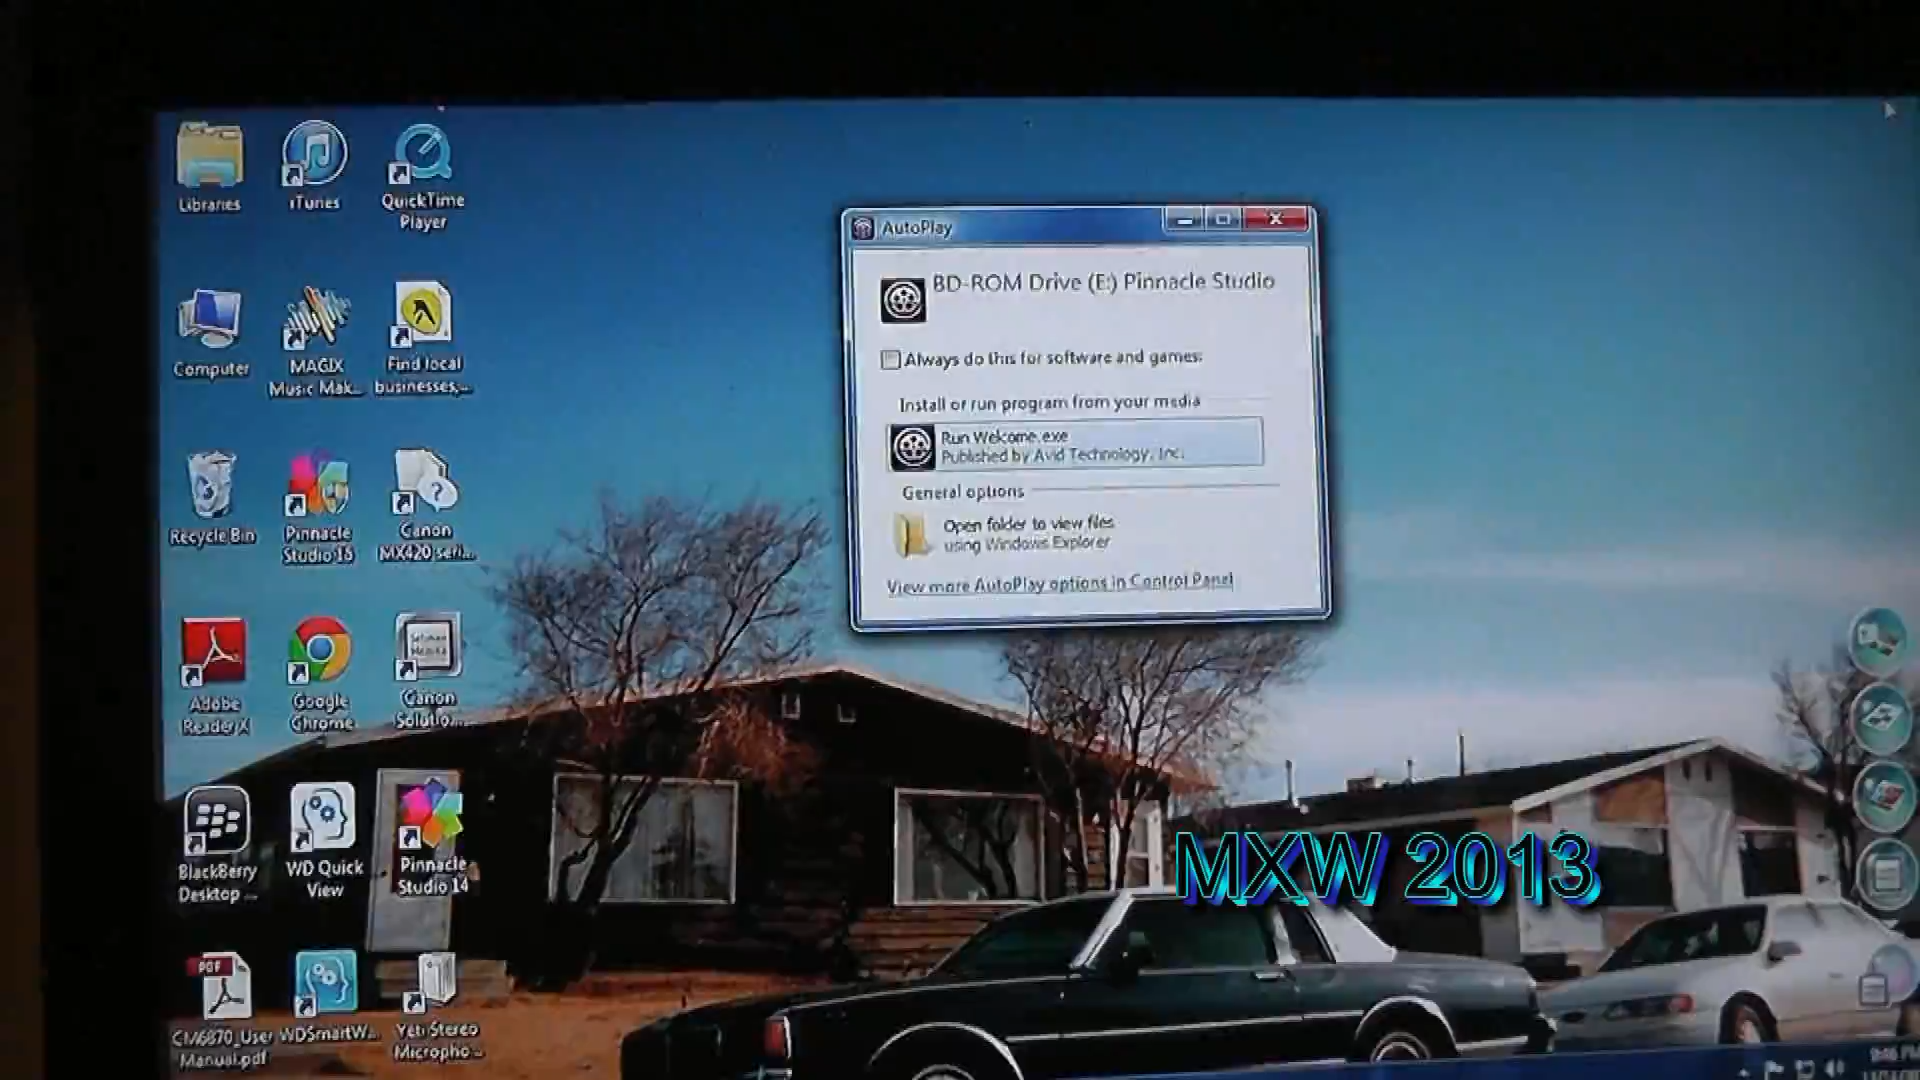 Libraries
iTunes
QuickTime
Player
Computer
MAGIX
Music Mak...
Find local
businesses,...
Recycle Bin
Pinnacle
Studio 16
Canon
MX420 seri...
Adobe
Reader X
Google
Chrome
Canon
Solutio...
BlackBerry
Desktop ...
WD Quick
View
Pinnacle
Studio 14
PDF
CM6870_User
Manual.pdf
WDSmartW...
Yeti Stereo
Micropho...
AutoPlay
BD-ROM Drive (E:) Pinnacle Studio
Always do this for software and games:
Install or run program from your media
Run Welcome.exe
Published by Avid Technology, Inc.
General options
Open folder to view files
using Windows Explorer
View more AutoPlay options in Control Panel
MXW 2013